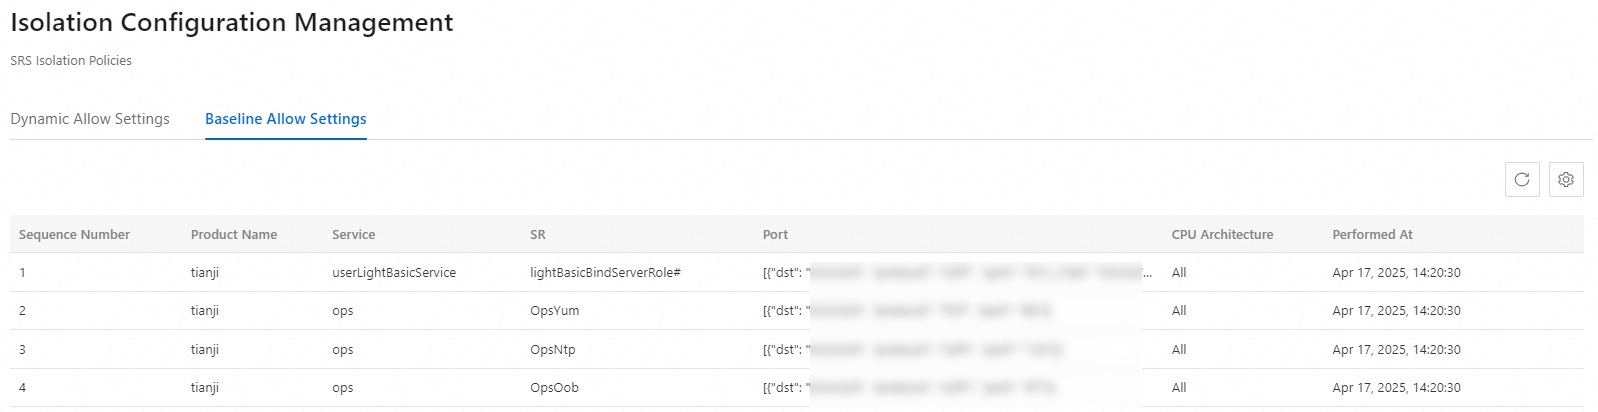 Isolation Configuration Management
SRS Isolation Policies
Dynamic Allow Settings Baseline Allow Settings
Sequence Number Product Name Service SR Port CPU Architecture Performed At
1 tianji userLightBasicService lightBasicBindServerRole# [{"dst": " ... All Apr 17, 2025, 14:20:30
2 tianji ops OpsYum [{"dst": " All Apr 17, 2025, 14:20:30
3 tianji ops OpsNtp [{"dst": " All Apr 17, 2025, 14:20:30
4 tianji ops OpsOob [{"dst": " All Apr 17, 2025, 14:20:30